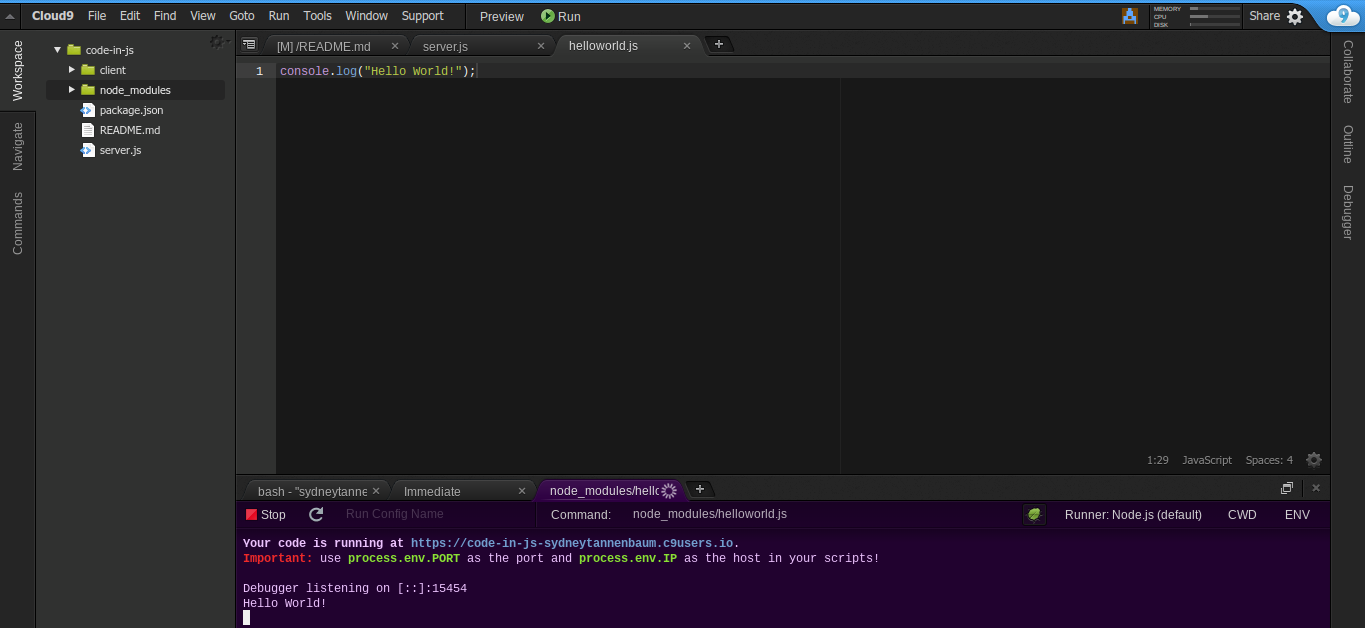 Cloud9 File Edit Find View Goto Run Tools Window Support Preview Run MEMORY CPU DISK Share 9
Workspace
Navigate
Commands
code-in-js
client
node_modules
package.json
README.md
server.js
[M] /README.md × server.js × helloworld.js × +
1 console.log("Hello World!");
1:29 JavaScript Spaces: 4
Collaborate
Outline
Debugger
bash - "sydneytanne × Immediate × node_modules/hellc + ×
Stop Run Config Name Command: node_modules/helloworld.js Runner: Node.js (default) CWD ENV
Your code is running at https://code-in-js-sydneytannenbaum.c9users.io.
Important: use process.env.PORT as the port and process.env.IP as the host in your scripts!
Debugger listening on [::]:15454
Hello World!